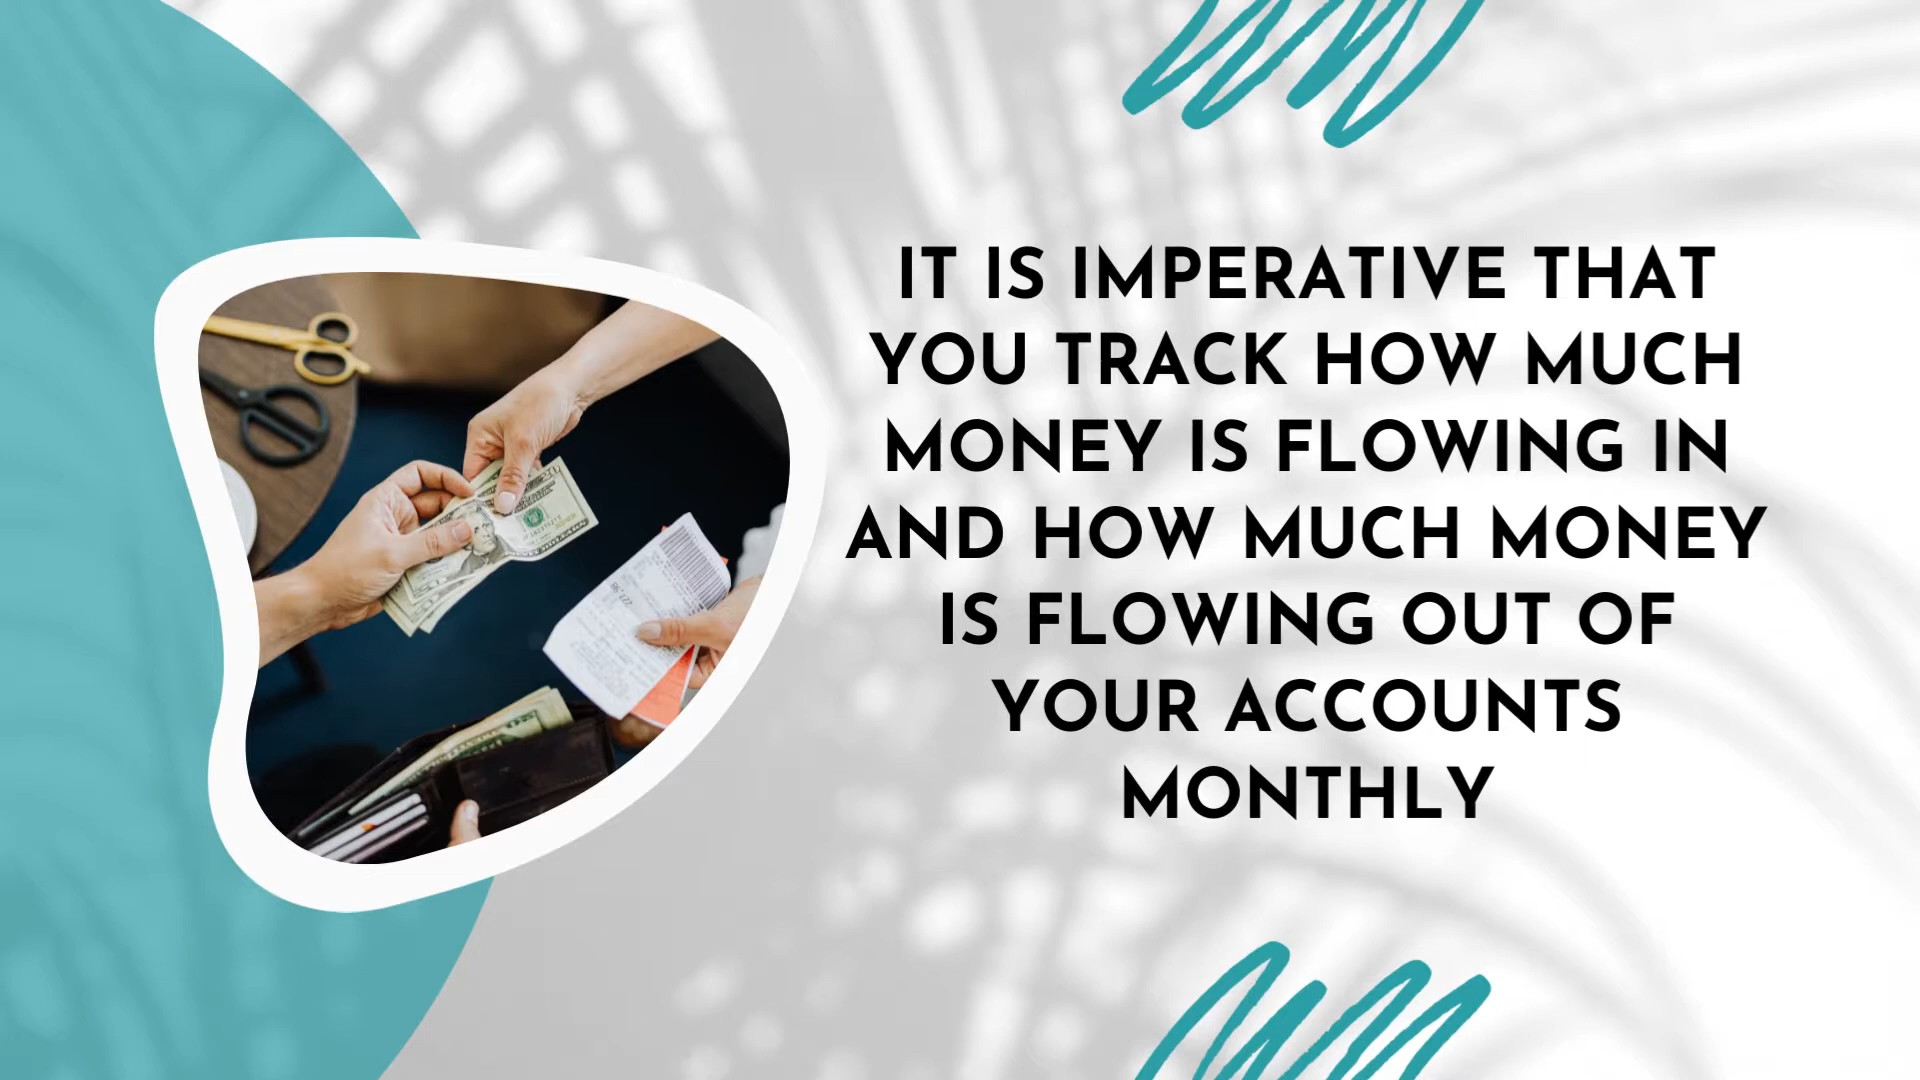 IT IS IMPERATIVE THAT
YOU TRACK HOW MUCH
MONEY IS FLOWING IN
AND HOW MUCH MONEY
IS FLOWING OUT OF
YOUR ACCOUNTS
MONTHLY